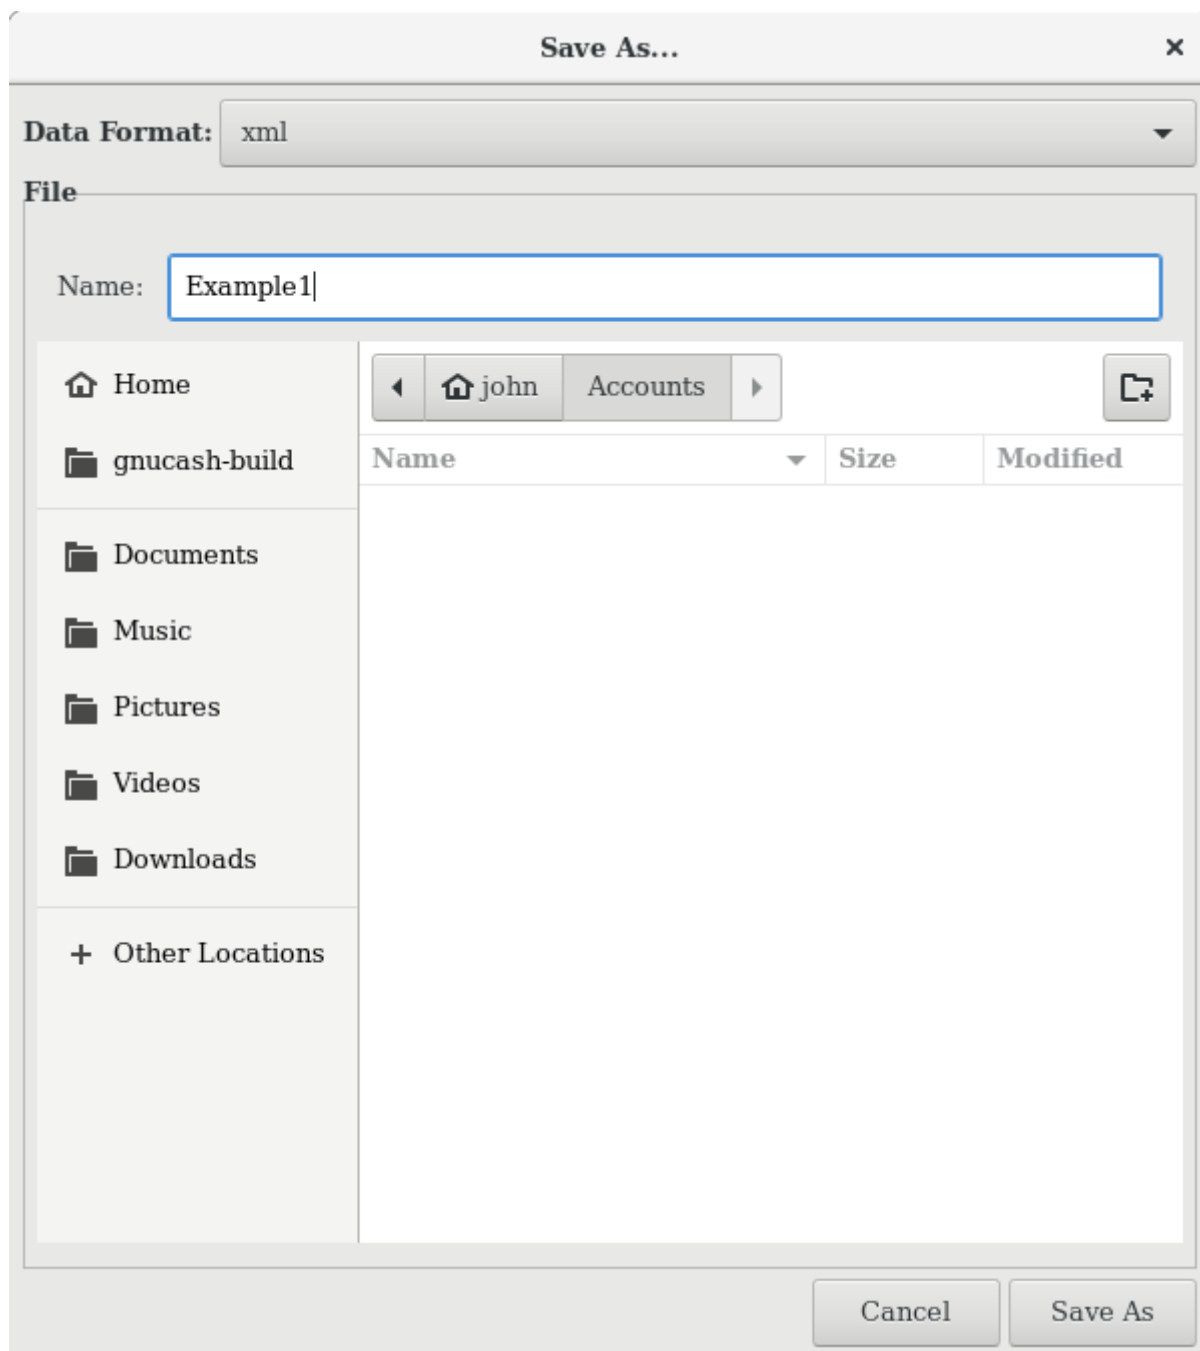 Save As...
Data Format: xml
File
Name: Example1
Home
gnucash-build
Documents
Music
Pictures
Videos
Downloads
Other Locations
john Accounts
Name Size Modified
Cancel Save As